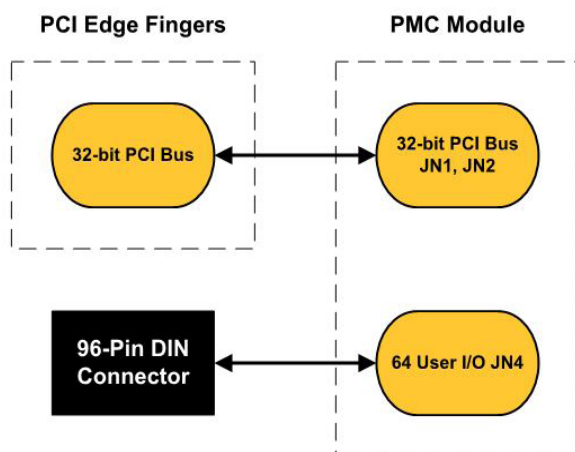 PCI Edge Fingers
PMC Module
32-bit PCI Bus
32-bit PCI Bus
JN1, JN2
96-Pin DIN
Connector
64 User I/O JN4